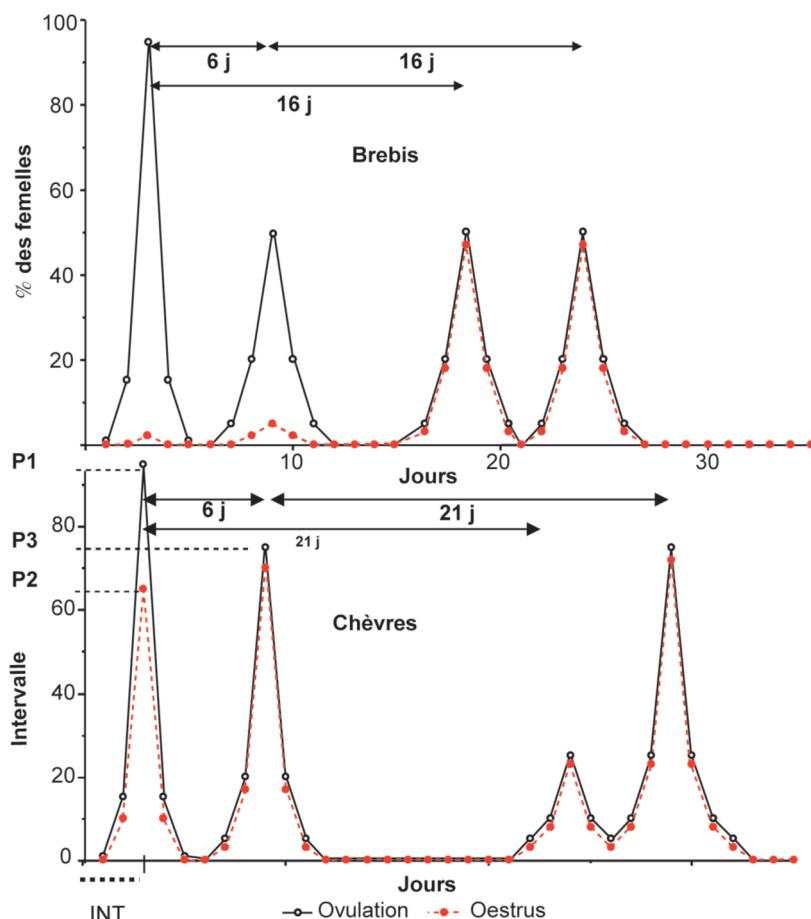 100
6 j
16 j
80
16 j
Brebis
60
% des femelles
40
20
10
20
30
Jours
P1
6 j
21 j
80
P3
21 j
P2
60
Chèvres
40
Intervalle
20
0
Jours
INT
Ovulation
Oestrus